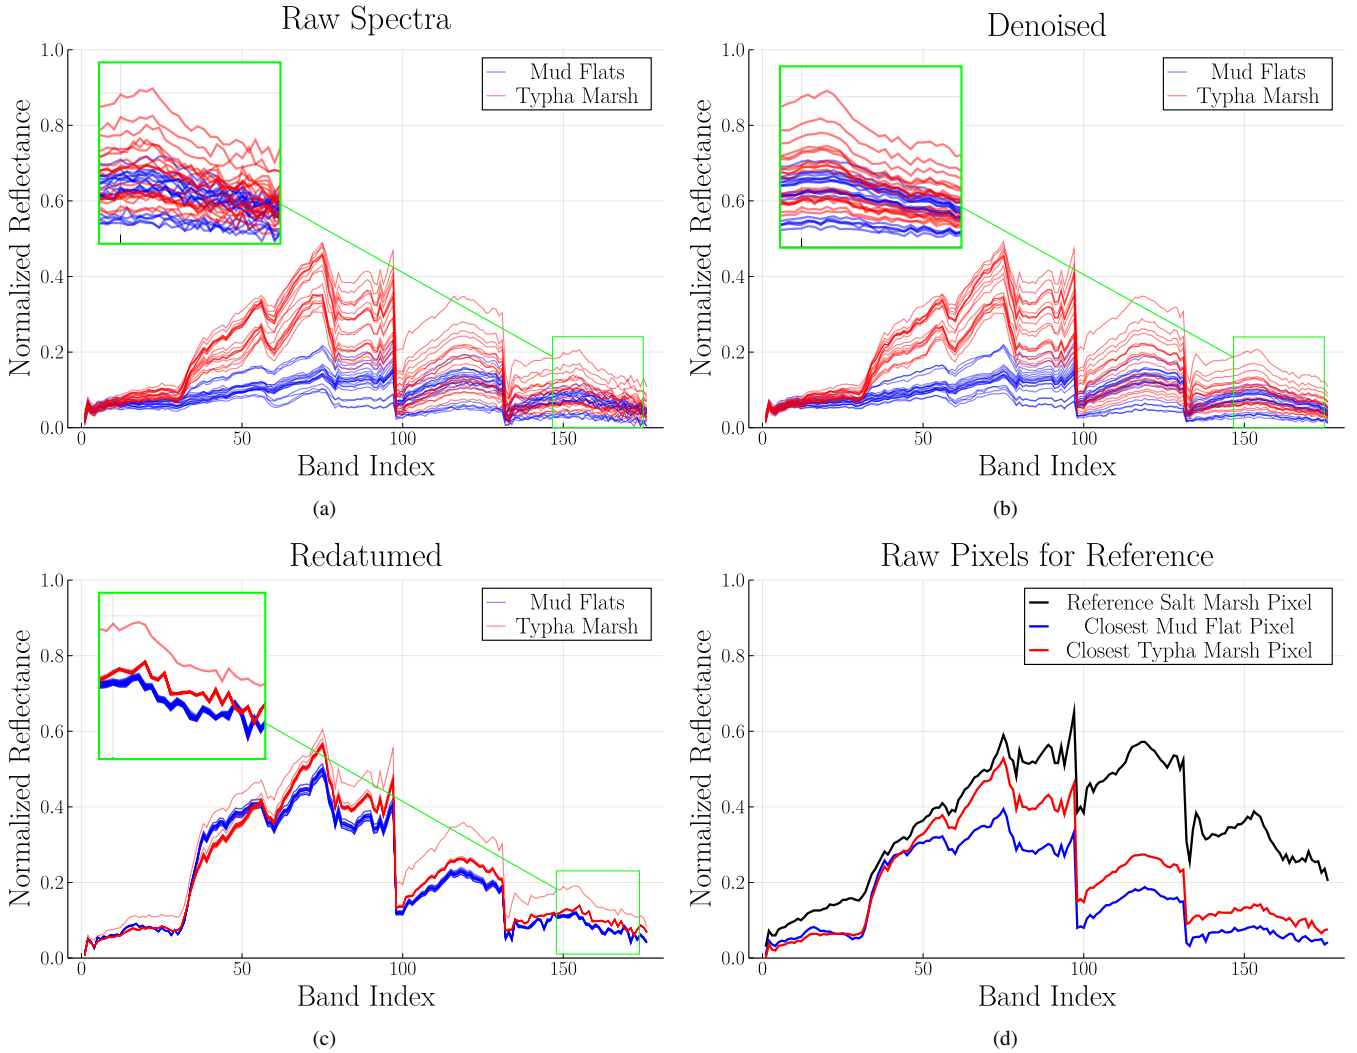 Raw Spectra
Normalized Reflectance
1.0
0.8
0.6
0.4
0.2
0.0
Mud Flats
Typha Marsh
0
50
100
150
Band Index
(a)
Denoised
Normalized Reflectance
1.0
0.8
0.6
0.4
0.2
0.0
Mud Flats
Typha Marsh
0
50
100
150
Band Index
(b)
Redatumed
Normalized Reflectance
1.0
0.8
0.6
0.4
0.2
0.0
Mud Flats
Typha Marsh
0
50
100
150
Band Index
(c)
Raw Pixels for Reference
Normalized Reflectance
1.0
0.8
0.6
0.4
0.2
0.0
Reference Salt Marsh Pixel
Closest Mud Flat Pixel
Closest Typha Marsh Pixel
0
50
100
150
Band Index
(d)